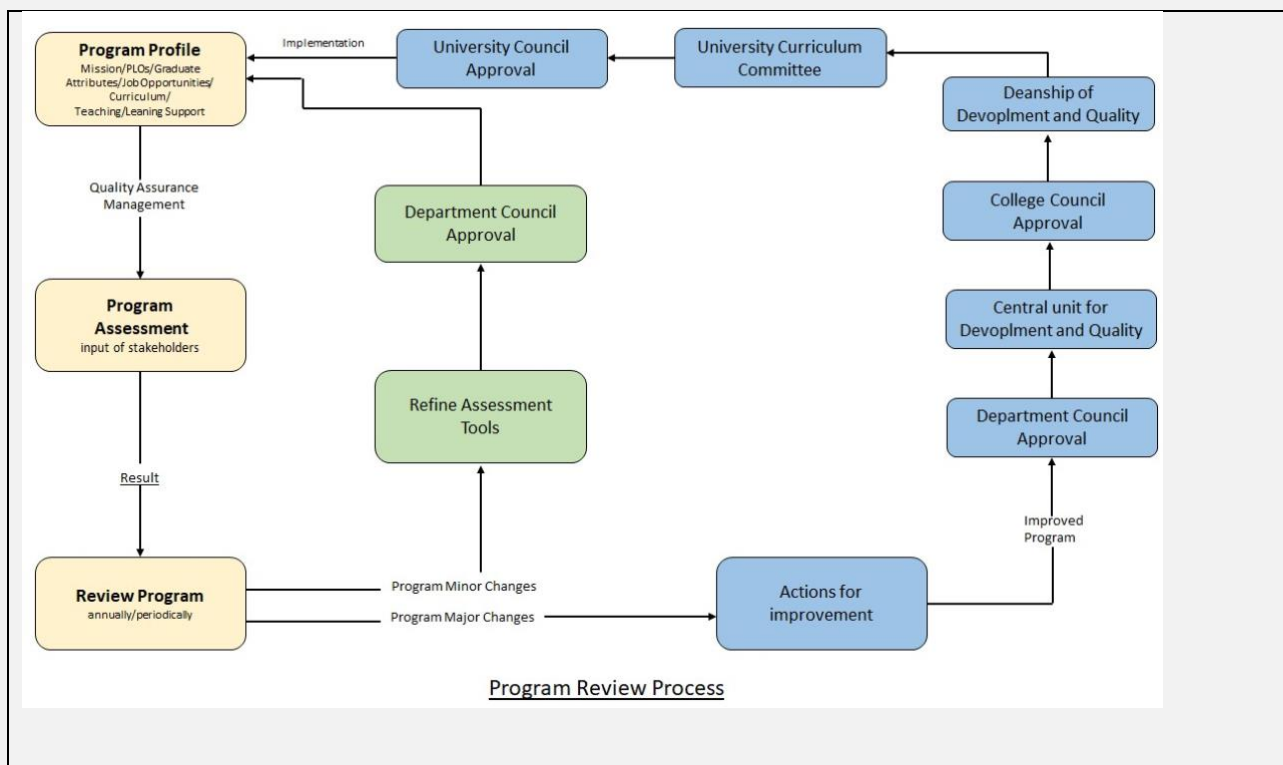 Program Profile
Mission/PLOs/Graduate
Attributes/Job Opportunities/
Curriculum/
Teaching/Leaning Support
Implementation
University Council
Approval
University Curriculum
Committee
Deanship of
Devoplment and Quality
Quality Assurance
Management
Department Council
Approval
College Council
Approval
Program
Assessment
input of stakeholders
Central unit for
Devoplment and Quality
Refine Assessment
Tools
Department Council
Approval
Result
Improved
Program
Review Program
annually/periodically
Program Minor Changes
Program Major Changes
Actions for
improvement
Program Review Process